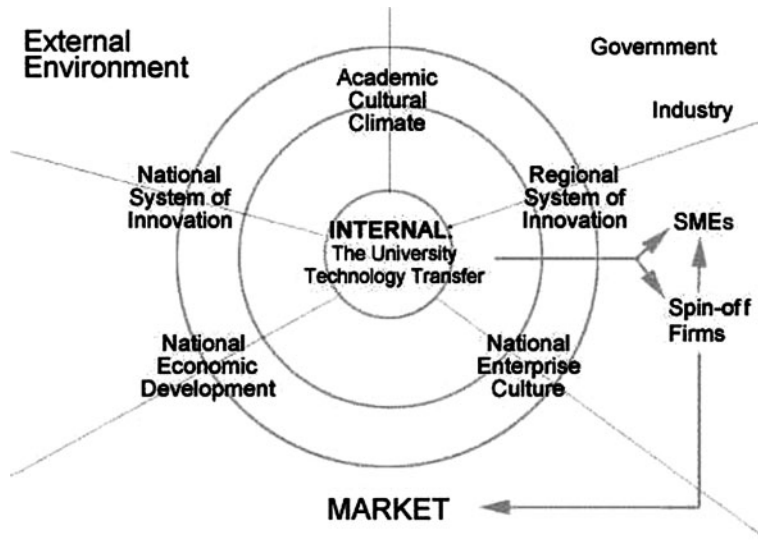 External
Environment
Government
Academic
Cultural
Climate
Industry
National
System of
Innovation
Regional
System of
Innovation
INTERNAL:
The University
Technology Transfer
SMEs
Spin-off
Firms
National
Economic
Development
National
Enterprise
Culture
MARKET